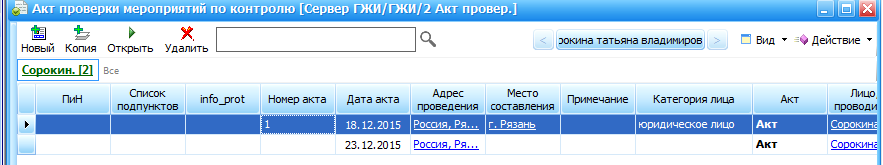 Акт проверки мероприятий по контролю [Сервер ГЖИ/ГЖИ/2 Акт провер.]
Новый Копия Открыть Удалить < рокина татьяна владимиров > Вид Действие
Сорокин. [2] Все
ПиН Список подпунктов info_prot Номер акта Дата акта Адрес проведения Место составления Примечание Категория лица Акт Лицо, проводи
1 18.12.2015 Россия, Ря... г. Рязань юридическое лицо Акт Сорокина
23.12.2015 Россия, Ря... Акт Сорокина